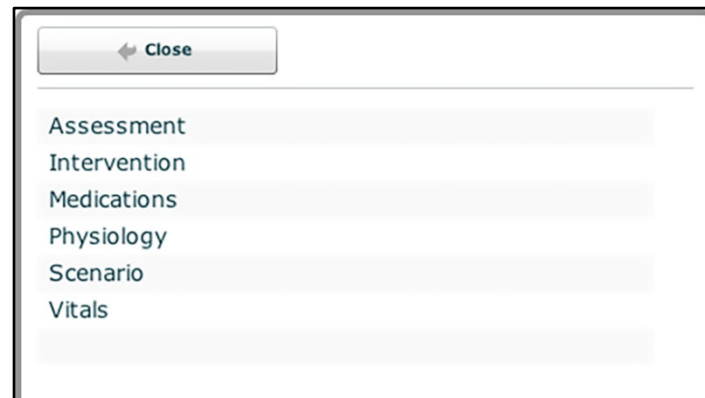 Close
Assessment
Intervention
Medications
Physiology
Scenario
Vitals